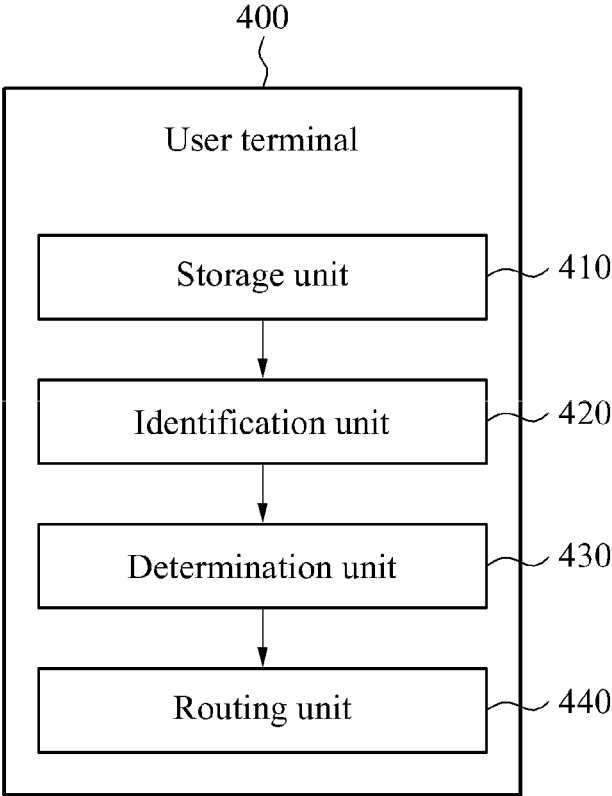 400
User terminal
Storage unit
410
Identification unit
420
Determination unit
430
Routing unit
440